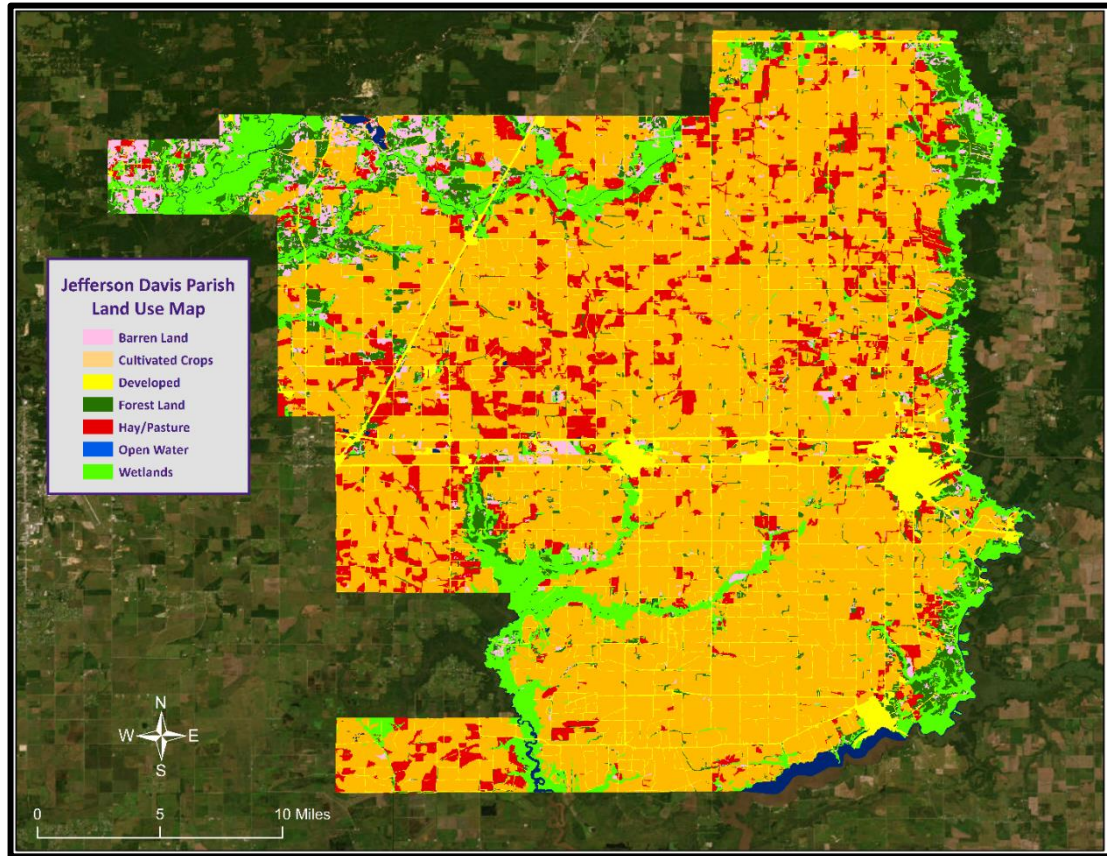 Jefferson Davis Parish
Land Use Map
Barren Land
Cultivated Crops
Developed
Forest Land
Hay/Pasture
Open Water
Wetlands
N
W E
S
0 5 10 Miles